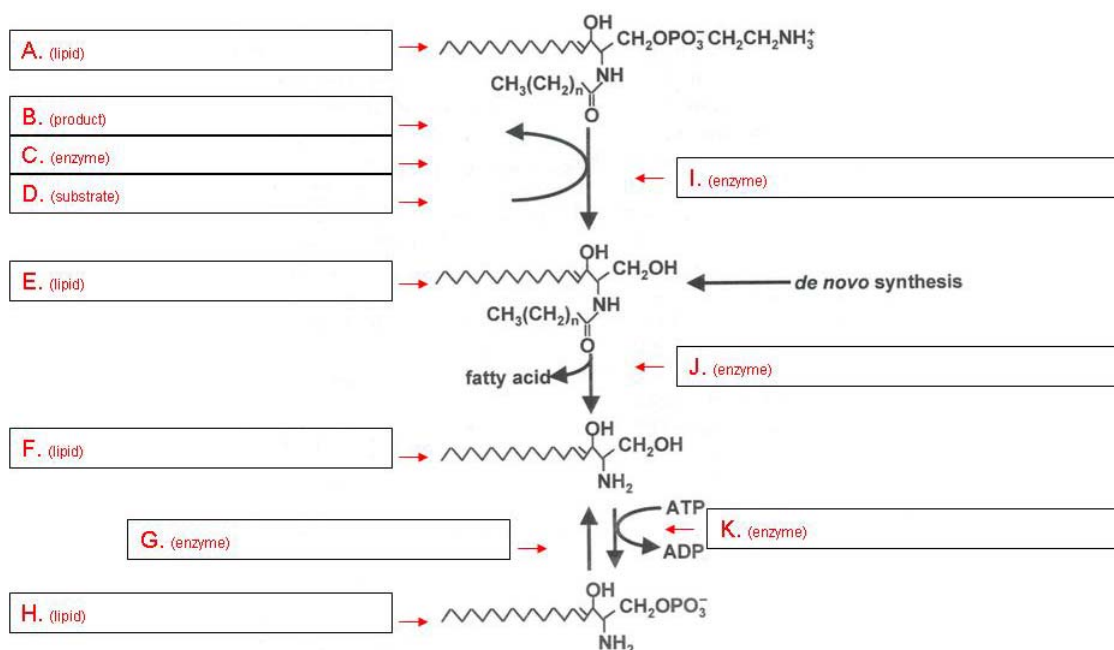 OH
A. (lipid)
CH₂OPO₃⁻CH₂CH₂NH₃⁺
NH
CH₃(CH₂)ₙ
O
B. (product)
C. (enzyme)
D. (substrate)
I. (enzyme)
OH
E. (lipid)
CH₂OH
de novo synthesis
NH
CH₃(CH₂)ₙ
O
J. (enzyme)
fatty acid
OH
F. (lipid)
CH₂OH
NH₂
ATP
K. (enzyme)
G. (enzyme)
ADP
OH
H. (lipid)
CH₂OPO₃⁻
NH₂